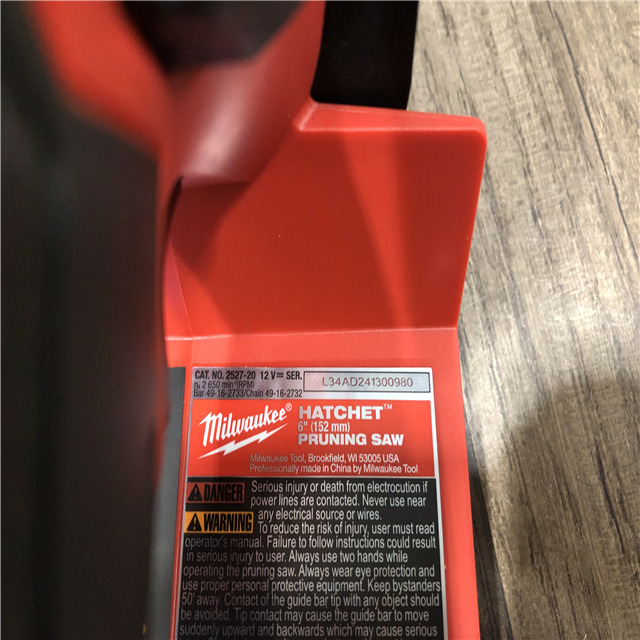 CAT. NO. 2527-20 12 V⎓ SER. L34AD241300980
n₀ 2 650 min⁻¹(RPM)
Bar 49-16-2733/Chain 49-16-2732
Milwaukee® HATCHET™
6" (152 mm)
PRUNING SAW
Milwaukee Tool, Brookfield, WI 53005 USA
Professionally made in China by Milwaukee Tool
DANGER Serious injury or death from electrocution if
power lines are contacted. Never use near
any electrical source or wires.
WARNING To reduce the risk of injury, user must read
operator's manual. Failure to follow instructions could result
in serious injury to user. Always use two hands while
operating the pruning saw. Always wear eye protection and
use proper personal protective equipment. Keep bystanders
50' away. Contact of the guide bar tip with any object should
be avoided. Tip contact may cause the guide bar to move
suddenly upward and backwards which may cause serious